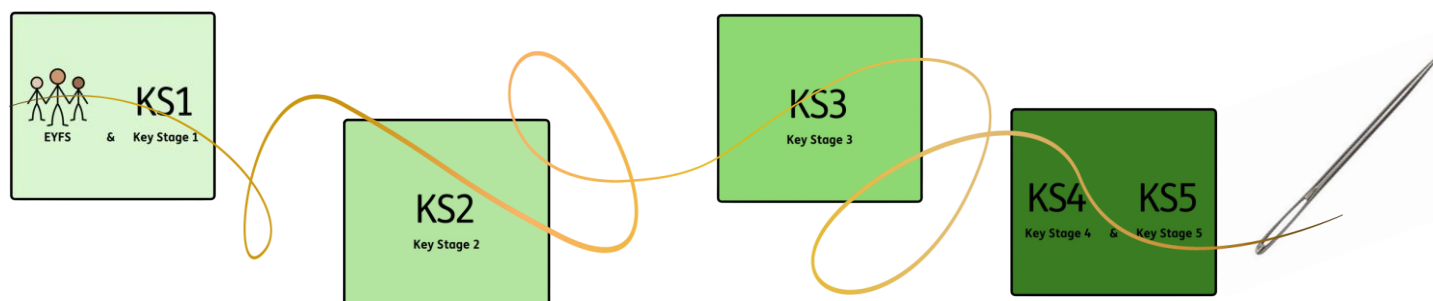 KS1
EYFS & Key Stage 1
KS2
Key Stage 2
KS3
Key Stage 3
KS4 KS5
Key Stage 4 & Key Stage 5